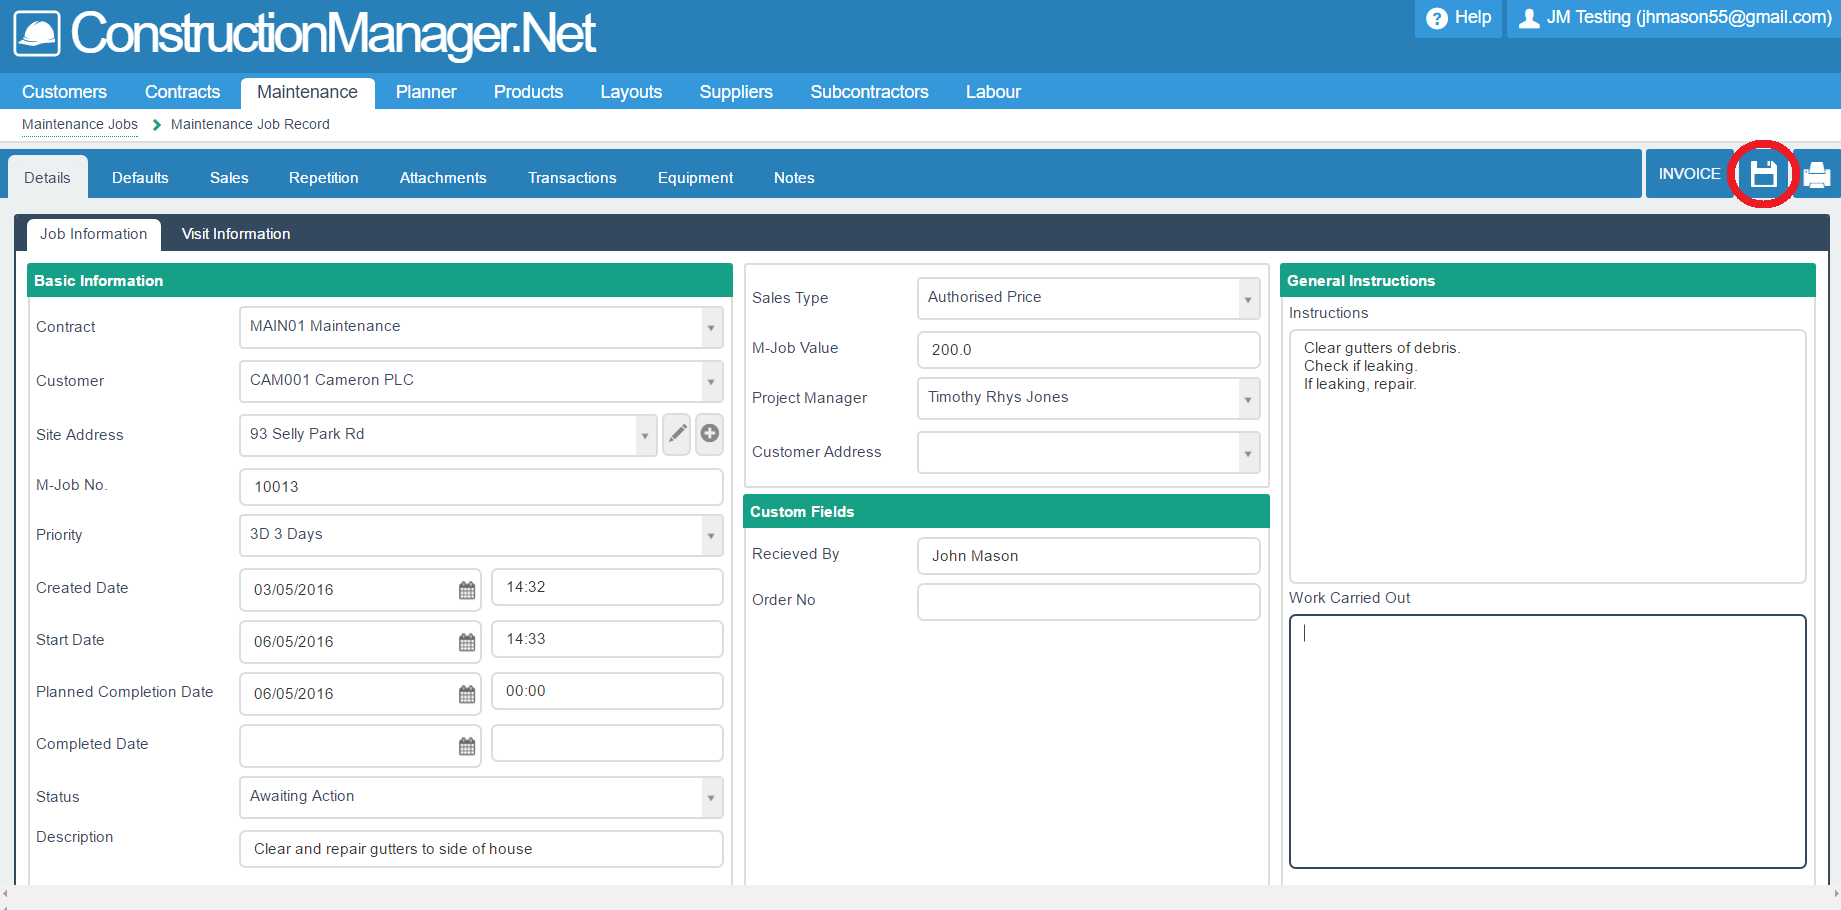 ConstructionManager.Net
Help
JM Testing (jhmason55@gmail.com)
Customers Contracts Maintenance Planner Products Layouts Suppliers Subcontractors Labour
Maintenance Jobs Maintenance Job Record
Details Defaults Sales Repetition Attachments Transactions Equipment Notes INVOICE
Job Information Visit Information
Basic Information
Contract MAIN01 Maintenance
Customer CAM001 Cameron PLC
Site Address 93 Selly Park Rd
M-Job No. 10013
Priority 3D 3 Days
Created Date 03/05/2016 14:32
Start Date 06/05/2016 14:33
Planned Completion Date 06/05/2016 00:00
Completed Date
Status Awaiting Action
Description Clear and repair gutters to side of house
Sales Type Authorised Price
M-Job Value 200.0
Project Manager Timothy Rhys Jones
Customer Address
Custom Fields
Recieved By John Mason
Order No
General Instructions
Instructions
Clear gutters of debris.
Check if leaking.
If leaking, repair.
Work Carried Out